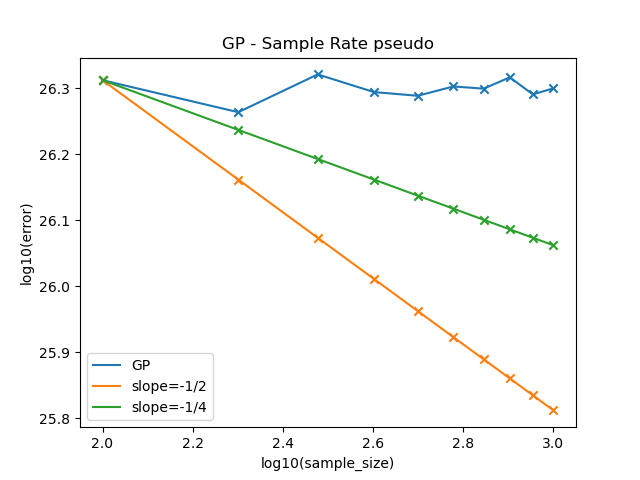 GP - Sample Rate pseudo
log10(error)
26.3
26.2
26.1
26.0
25.9
25.8
GP
slope=-1/2
slope=-1/4
2.0 2.2 2.4 2.6 2.8 3.0
log10(sample_size)